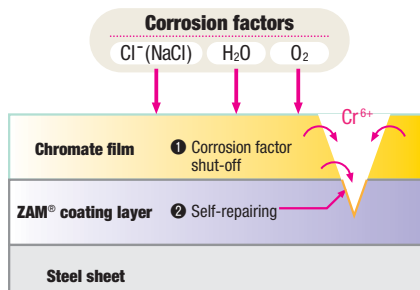 Corrosion factors
Cl⁻(NaCl) H₂O O₂
Cr⁶⁺
Chromate film ❶ Corrosion factor
shut-off
ZAM® coating layer ❷ Self-repairing
Steel sheet